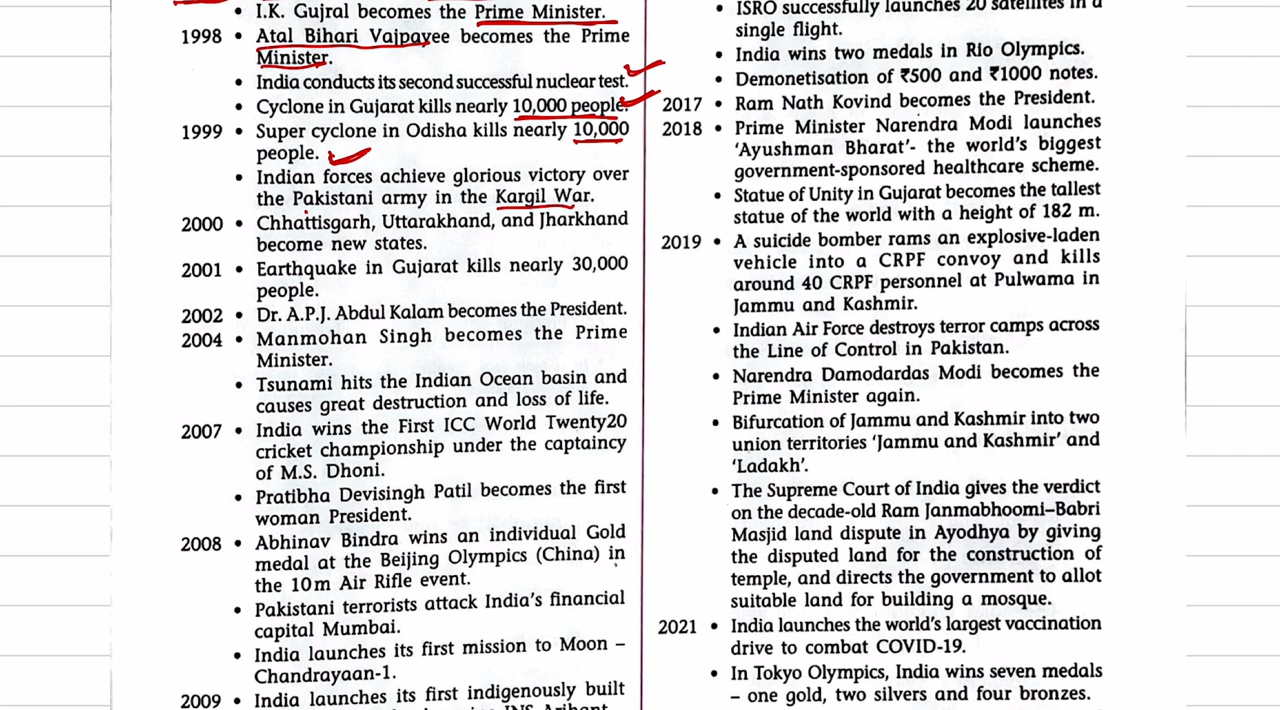 • I.K. Gujral becomes the Prime Minister.
1998 • Atal Bihari Vajpayee becomes the Prime
Minister.
• India conducts its second successful nuclear test.
• Cyclone in Gujarat kills nearly 10,000 people.
1999 • Super cyclone in Odisha kills nearly 10,000
people.
• Indian forces achieve glorious victory over
the Pakistani army in the Kargil War.
2000 • Chhattisgarh, Uttarakhand, and Jharkhand
become new states.
2001 • Earthquake in Gujarat kills nearly 30,000
people.
2002 • Dr. A.P.J. Abdul Kalam becomes the President.
2004 • Manmohan Singh becomes the Prime
Minister.
• Tsunami hits the Indian Ocean basin and
causes great destruction and loss of life.
2007 • India wins the First ICC World Twenty20
cricket championship under the captaincy
of M.S. Dhoni.
• Pratibha Devisingh Patil becomes the first
woman President.
2008 • Abhinav Bindra wins an individual Gold
medal at the Beijing Olympics (China) in
the 10m Air Rifle event.
• Pakistani terrorists attack India's financial
capital Mumbai.
• India launches its first mission to Moon –
Chandrayaan-1.
2009 • India launches its first indigenously built
• ISRO successfully launches 20 satellites in a
single flight.
• India wins two medals in Rio Olympics.
• Demonetisation of ₹500 and ₹1000 notes.
2017 • Ram Nath Kovind becomes the President.
2018 • Prime Minister Narendra Modi launches
'Ayushman Bharat'- the world's biggest
government-sponsored healthcare scheme.
• Statue of Unity in Gujarat becomes the tallest
statue of the world with a height of 182 m.
2019 • A suicide bomber rams an explosive-laden
vehicle into a CRPF convoy and kills
around 40 CRPF personnel at Pulwama in
Jammu and Kashmir.
• Indian Air Force destroys terror camps across
the Line of Control in Pakistan.
• Narendra Damodardas Modi becomes the
Prime Minister again.
• Bifurcation of Jammu and Kashmir into two
union territories 'Jammu and Kashmir' and
'Ladakh'.
• The Supreme Court of India gives the verdict
on the decade-old Ram Janmabhoomi–Babri
Masjid land dispute in Ayodhya by giving
the disputed land for the construction of
temple, and directs the government to allot
suitable land for building a mosque.
2021 • India launches the world's largest vaccination
drive to combat COVID-19.
• In Tokyo Olympics, India wins seven medals
– one gold, two silvers and four bronzes.